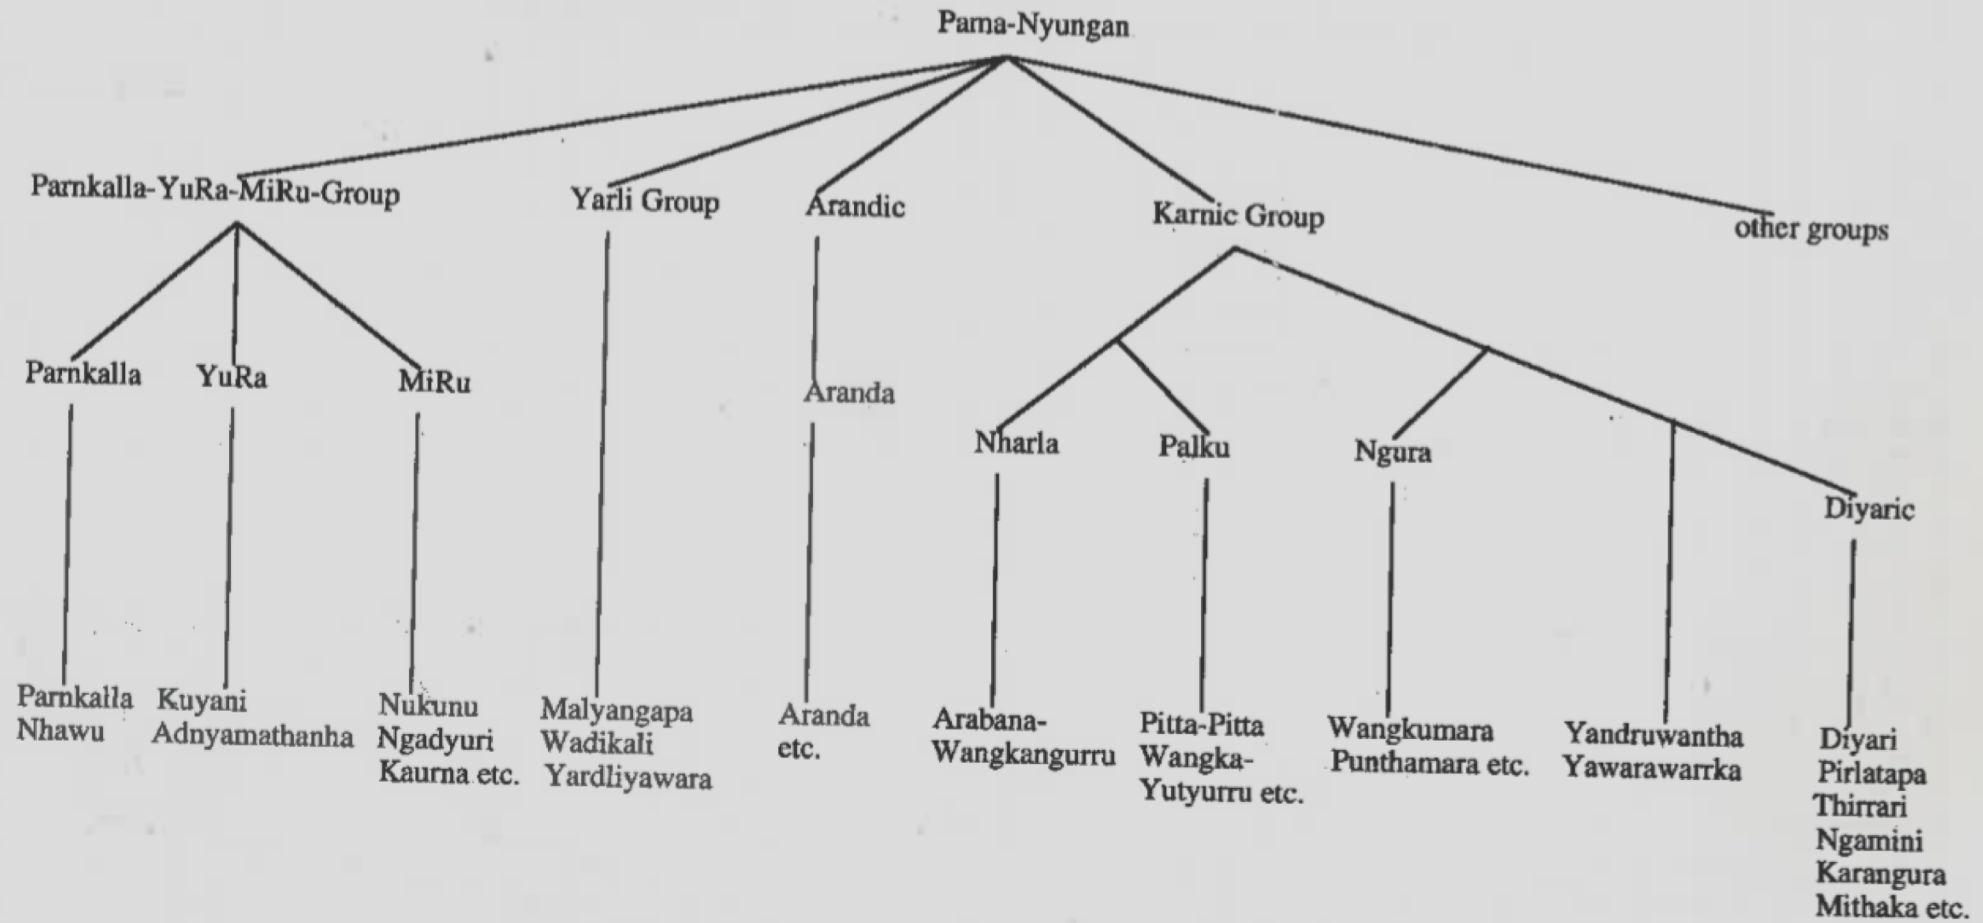 Pama-Nyungan
Parnkalla-YuRa-MiRu-Group
Yarli Group
Arandic
Karnic Group
other groups
Parnkalla
YuRa
MiRu
Aranda
Nharla
Palku
Ngura
Diyaric
Parnkalla
Nhawu
Kuyani
Adnyamathanha
Nukunu
Ngadyuri
Kaurna etc.
Malyangapa
Wadikali
Yardliyawara
Aranda
etc.
Arabana-
Wangkangurru
Pitta-Pitta
Wangka-
Yutyurru etc.
Wangkumara
Punthamara etc.
Yandruwantha
Yawarawarrka
Diyari
Pirlatapa
Thirrari
Ngamini
Karangura
Mithaka etc.